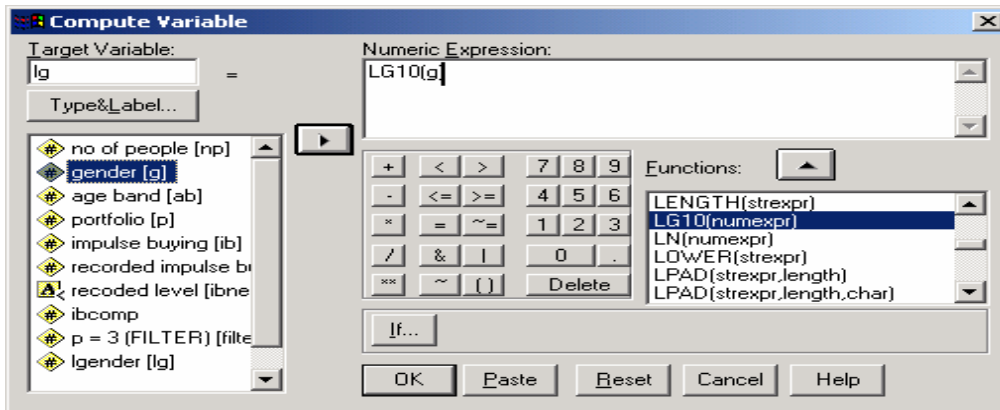 Compute Variable
Target Variable:
lg
=
Type&Label...
Numeric Expression:
LG10(g)
no of people [np]
gender [g]
age band [ab]
portfolio [p]
impulse buying [ib]
recorded impulse bu
recoded level [ibne
ibcomp
p = 3 (FILTER) [filte
lgender [lg]
+ < > 7 8 9
- <= >= 4 5 6
* = ~= 1 2 3
/ & | 0 .
** ~ () Delete
Functions:
LENGTH(strexpr)
LG10(numexpr)
LN(numexpr)
LOWER(strexpr)
LPAD(strexpr,length)
LPAD(strexpr,length,char)
If...
OK Paste Reset Cancel Help